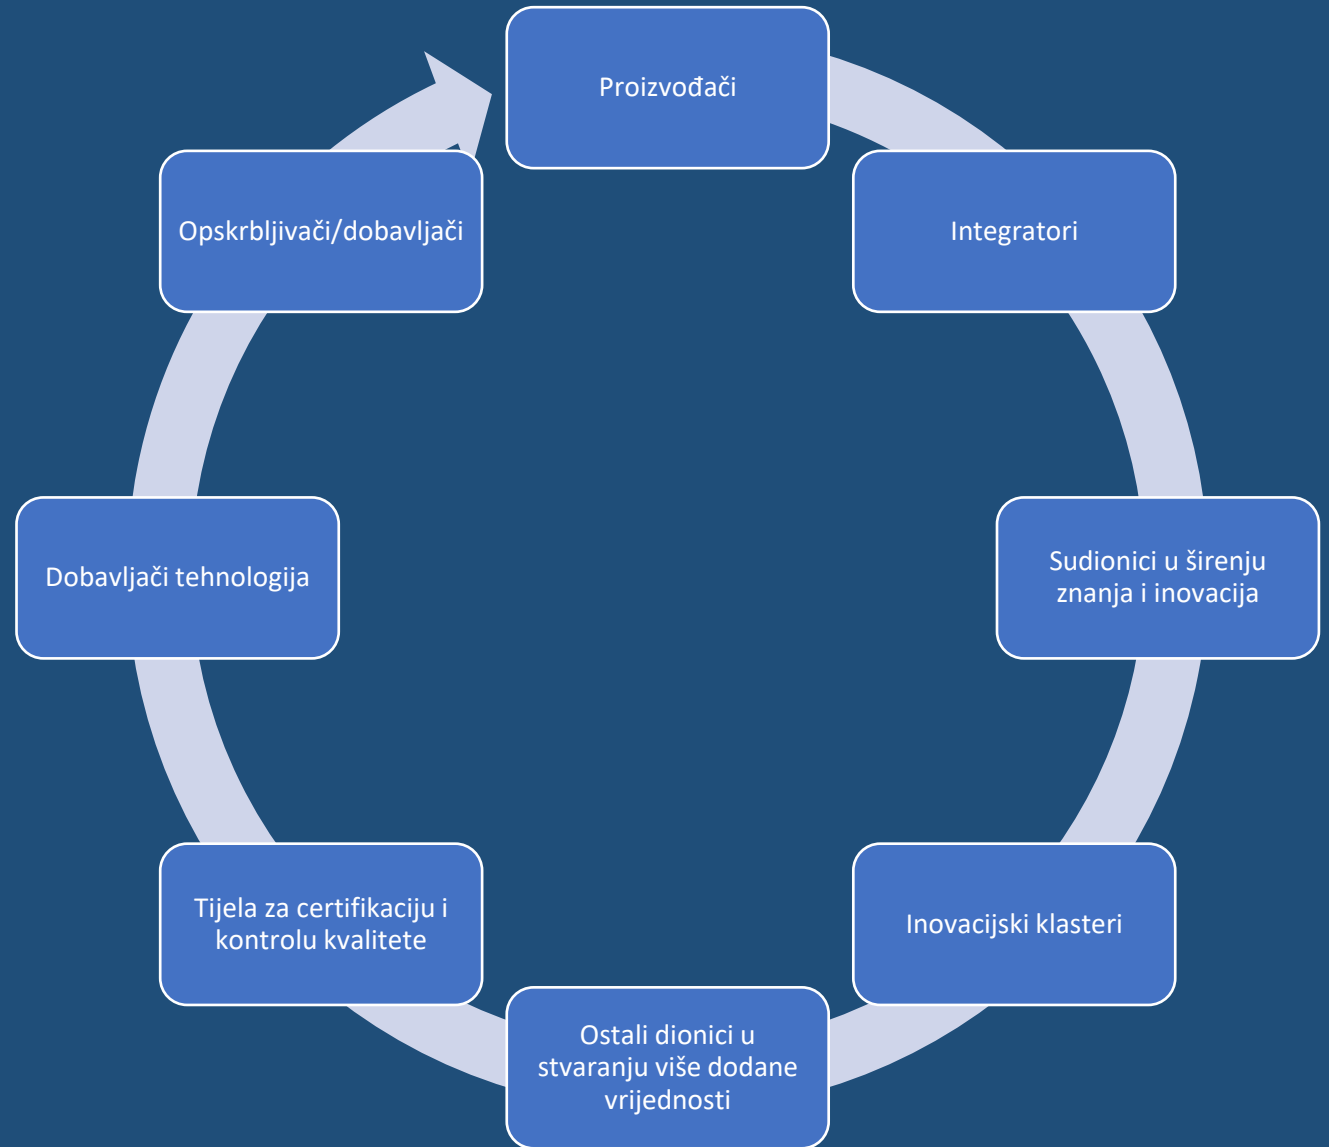 Proizvođači
Integratori
Sudionici u širenju
znanja i inovacija
Inovacijski klasteri
Ostali dionici u
stvaranju više dodane
vrijednosti
Tijela za certifikaciju i
kontrolu kvalitete
Dobavljači tehnologija
Opskrbljivači/dobavljači